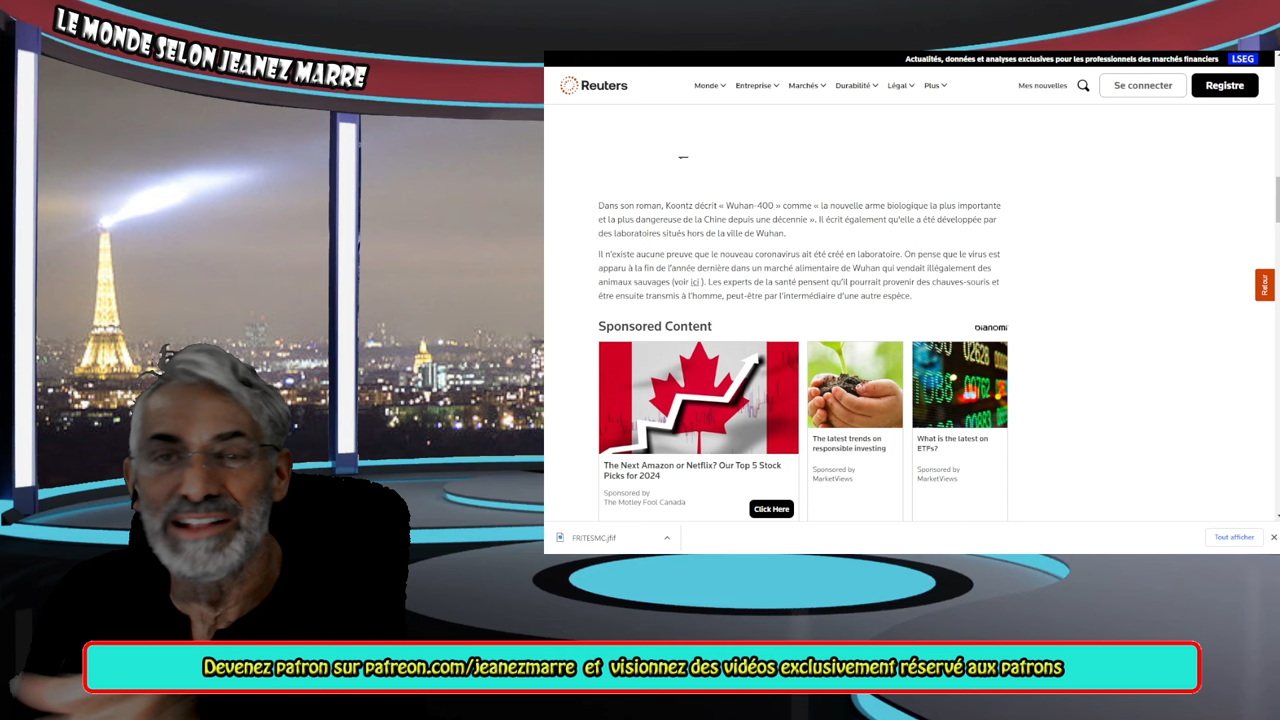 LE MONDE SELON JEANEZ MARRE
Actualités, données et analyses exclusives pour les professionnels des marchés financiers LSEG
Reuters Monde Entreprise Marchés Durabilité Légal Plus Mes nouvelles Se connecter Registre
Dans son roman, Koontz décrit « Wuhan-400 » comme « la nouvelle arme biologique la plus importante
et la plus dangereuse de la Chine depuis une décennie ». Il écrit également qu'elle a été développée par
des laboratoires situés hors de la ville de Wuhan.
Il n'existe aucune preuve que le nouveau coronavirus ait été créé en laboratoire. On pense que le virus est
apparu à la fin de l'année dernière dans un marché alimentaire de Wuhan qui vendait illégalement des
animaux sauvages (voir ici ). Les experts de la santé pensent qu'il pourrait provenir des chauves-souris et
être ensuite transmis à l'homme, peut-être par l'intermédiaire d'une autre espèce.
Retour
Sponsored Content
02628
00762
088
00883
The Next Amazon or Netflix? Our Top 5 Stock
Picks for 2024
Sponsored by
The Motley Fool Canada
Click Here
The latest trends on
responsible investing
Sponsored by
MarketViews
What is the latest on
ETFs?
Sponsored by
MarketViews
FRITESMC.jfif
Tout afficher
Devenez patron sur patreon.com/jeanezmarre et visionnez des vidéos exclusivement réservé aux patrons